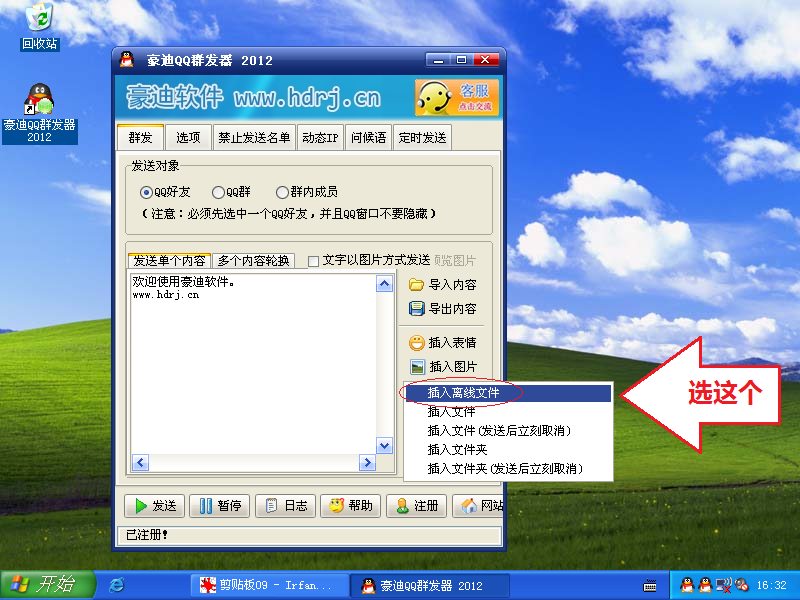 回收站
豪迪QQ群发器
2012
豪迪QQ群发器 2012
豪迪软件 www.hdrj.cn
客服
点击交流
群发 选项 禁止发送名单 动态IP 问候语 定时发送
发送对象
QQ好友 QQ群 群内成员
(注意：必须先选中一个QQ好友，并且QQ窗口不要隐藏)
发送单个内容 多个内容轮换 文字以图片方式发送 预览图片
欢迎使用豪迪软件。
www.hdrj.cn
导入内容
导出内容
插入表情
插入图片
插入离线文件
插入文件
插入文件(发送后立刻取消)
插入文件夹
插入文件夹(发送后立刻取消)
选这个
发送 暂停 日志 帮助 注册 网站
已注册!
开始 剪贴板09 - Irfan... 豪迪QQ群发器 2012 16:32